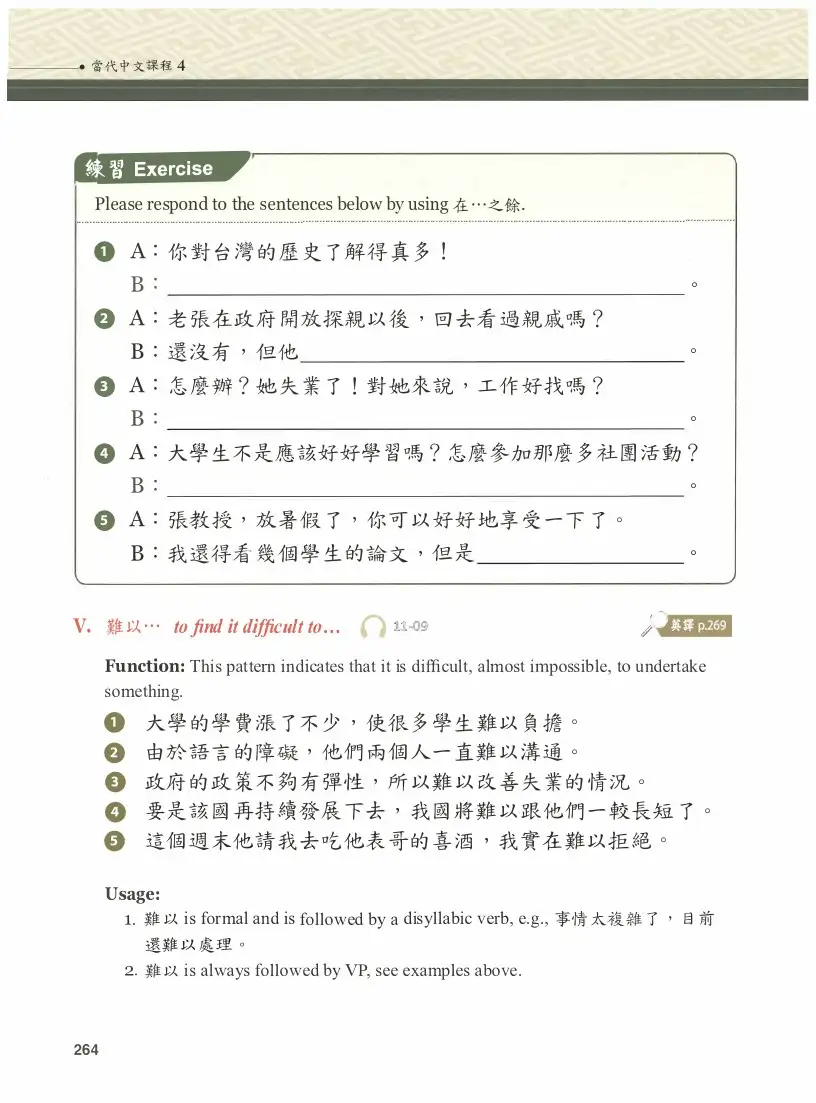 當代中文課程 4
練習 Exercise
Please respond to the sentences below by using 在…之餘.
1 A：你對台灣的歷史了解得真多！
B：＿＿＿＿＿＿＿＿＿＿＿＿＿＿＿＿＿＿＿＿。
2 A：老張在政府開放探親以後，回去看過親戚嗎？
B：還沒有，但他＿＿＿＿＿＿＿＿＿＿＿＿＿＿＿。
3 A：怎麼辦？她失業了！對她來說，工作好找嗎？
B：＿＿＿＿＿＿＿＿＿＿＿＿＿＿＿＿＿＿＿＿。
4 A：大學生不是應該好好學習嗎？怎麼參加那麼多社團活動？
B：＿＿＿＿＿＿＿＿＿＿＿＿＿＿＿＿＿＿＿＿。
5 A：張教授，放暑假了，你可以好好地享受一下了。
B：我還得看幾個學生的論文，但是＿＿＿＿＿＿＿＿。
V. 難以… to find it difficult to… 11-09 英譯 p.269
Function: This pattern indicates that it is difficult, almost impossible, to undertake
something.
1 大學的學費漲了不少，使很多學生難以負擔。
2 由於語言的障礙，他們兩個人一直難以溝通。
3 政府的政策不夠有彈性，所以難以改善失業的情況。
4 要是該國再持續發展下去，我國將難以跟他們一較長短了。
5 這個週末他請我去吃他表哥的喜酒，我實在難以拒絕。
Usage:
1. 難以 is formal and is followed by a disyllabic verb, e.g., 事情太複雜了，目前
還難以處理。
2. 難以 is always followed by VP, see examples above.
264